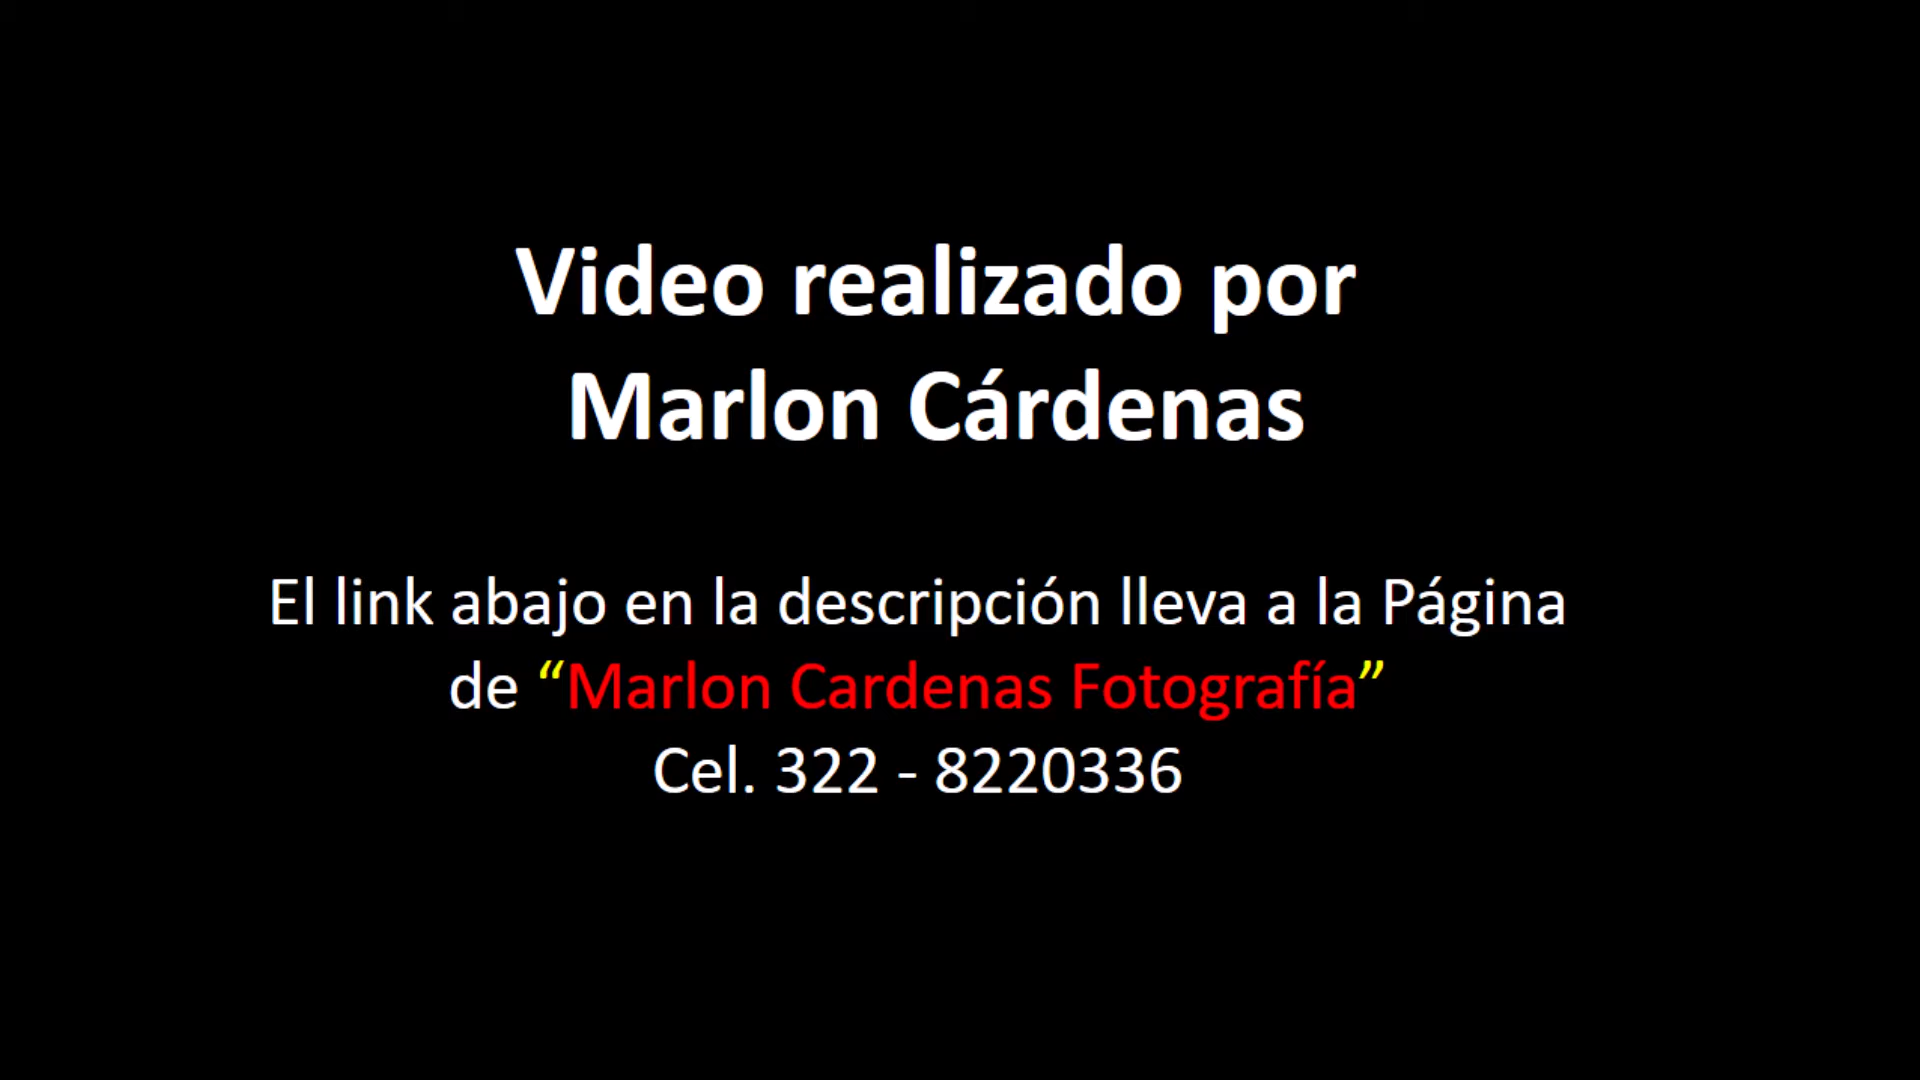 Video realizado por
Marlon Cárdenas
El link abajo en la descripción lleva a la Página
de “Marlon Cardenas Fotografía”
Cel. 322 - 8220336